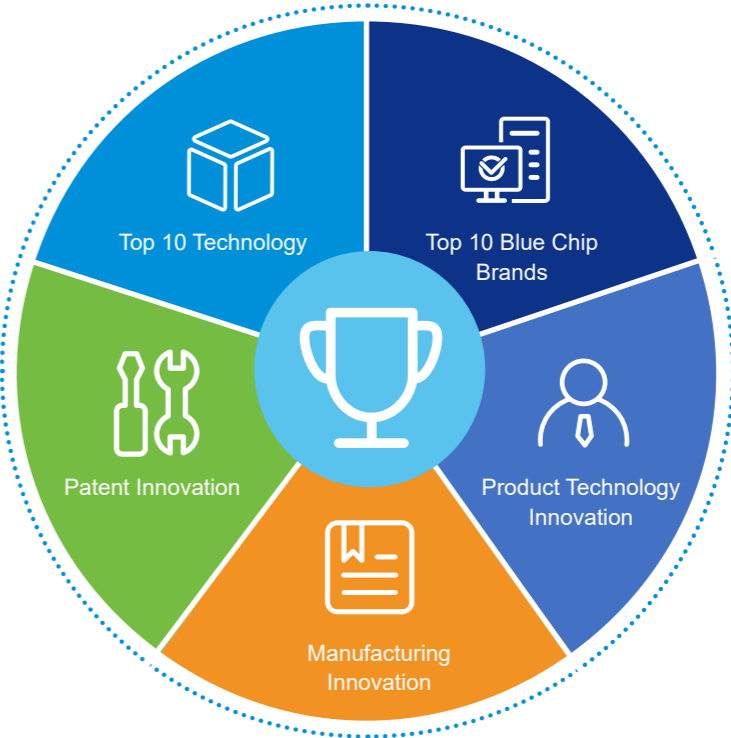 Top 10 Technology
Top 10 Blue Chip
Brands
Patent Innovation
Product Technology
Innovation
Manufacturing
Innovation